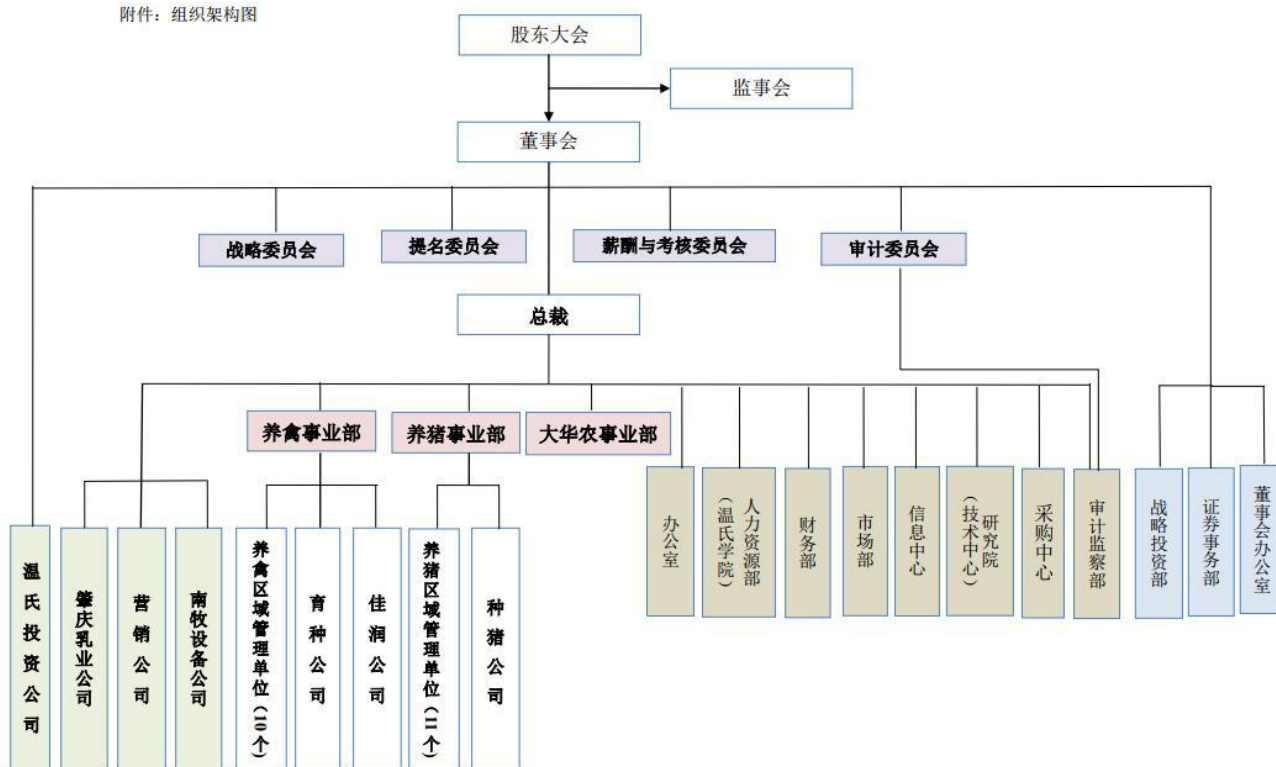 附件：组织架构图
股东大会
监事会
董事会
战略委员会
提名委员会
薪酬与考核委员会
审计委员会
总裁
养禽事业部
养猪事业部
大华农事业部
温氏投资公司
肇庆乳业公司
营销公司
南牧设备公司
养禽区域管理单位（10个）
育种公司
佳润公司
养猪区域管理单位（11个）
种猪公司
办公室
人力资源部
（温氏学院）
财务部
市场部
信息中心
研究院
（技术中心）
采购中心
审计监察部
战略投资部
证券事务部
董事会办公室